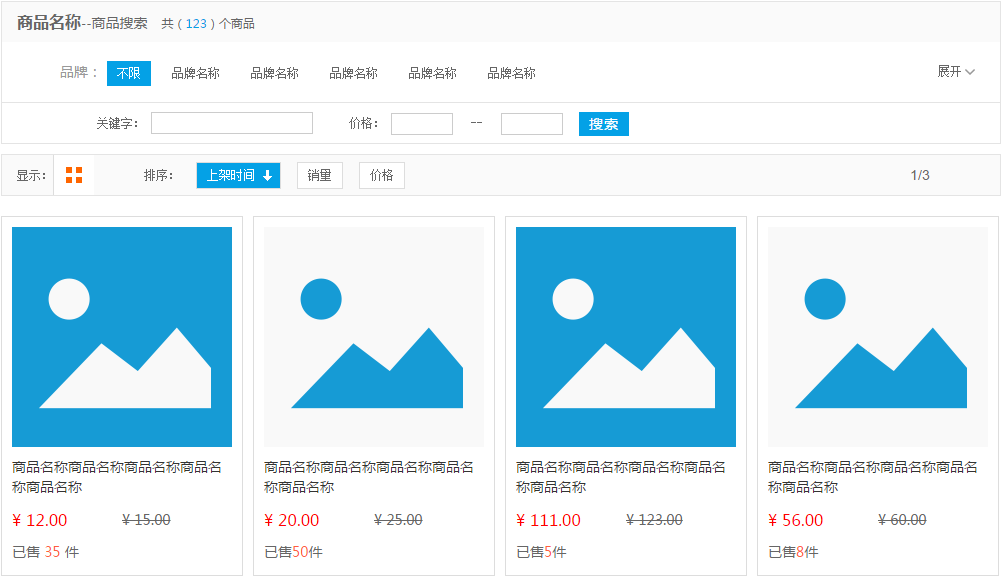 商品名称--商品搜索 共 ( 123 ) 个商品
品牌： 不限 品牌名称 品牌名称 品牌名称 品牌名称 品牌名称 展开
关键字： 价格： -- 搜索
显示： 排序： 上架时间 销量 价格 1/3
商品名称商品名称商品名称商品名
称商品名称
¥ 12.00 ¥ 15.00
已售 35 件
商品名称商品名称商品名称商品名
称商品名称
¥ 20.00 ¥ 25.00
已售50件
商品名称商品名称商品名称商品名
称商品名称
¥ 111.00 ¥ 123.00
已售5件
商品名称商品名称商品名称商品名
称商品名称
¥ 56.00 ¥ 60.00
已售8件